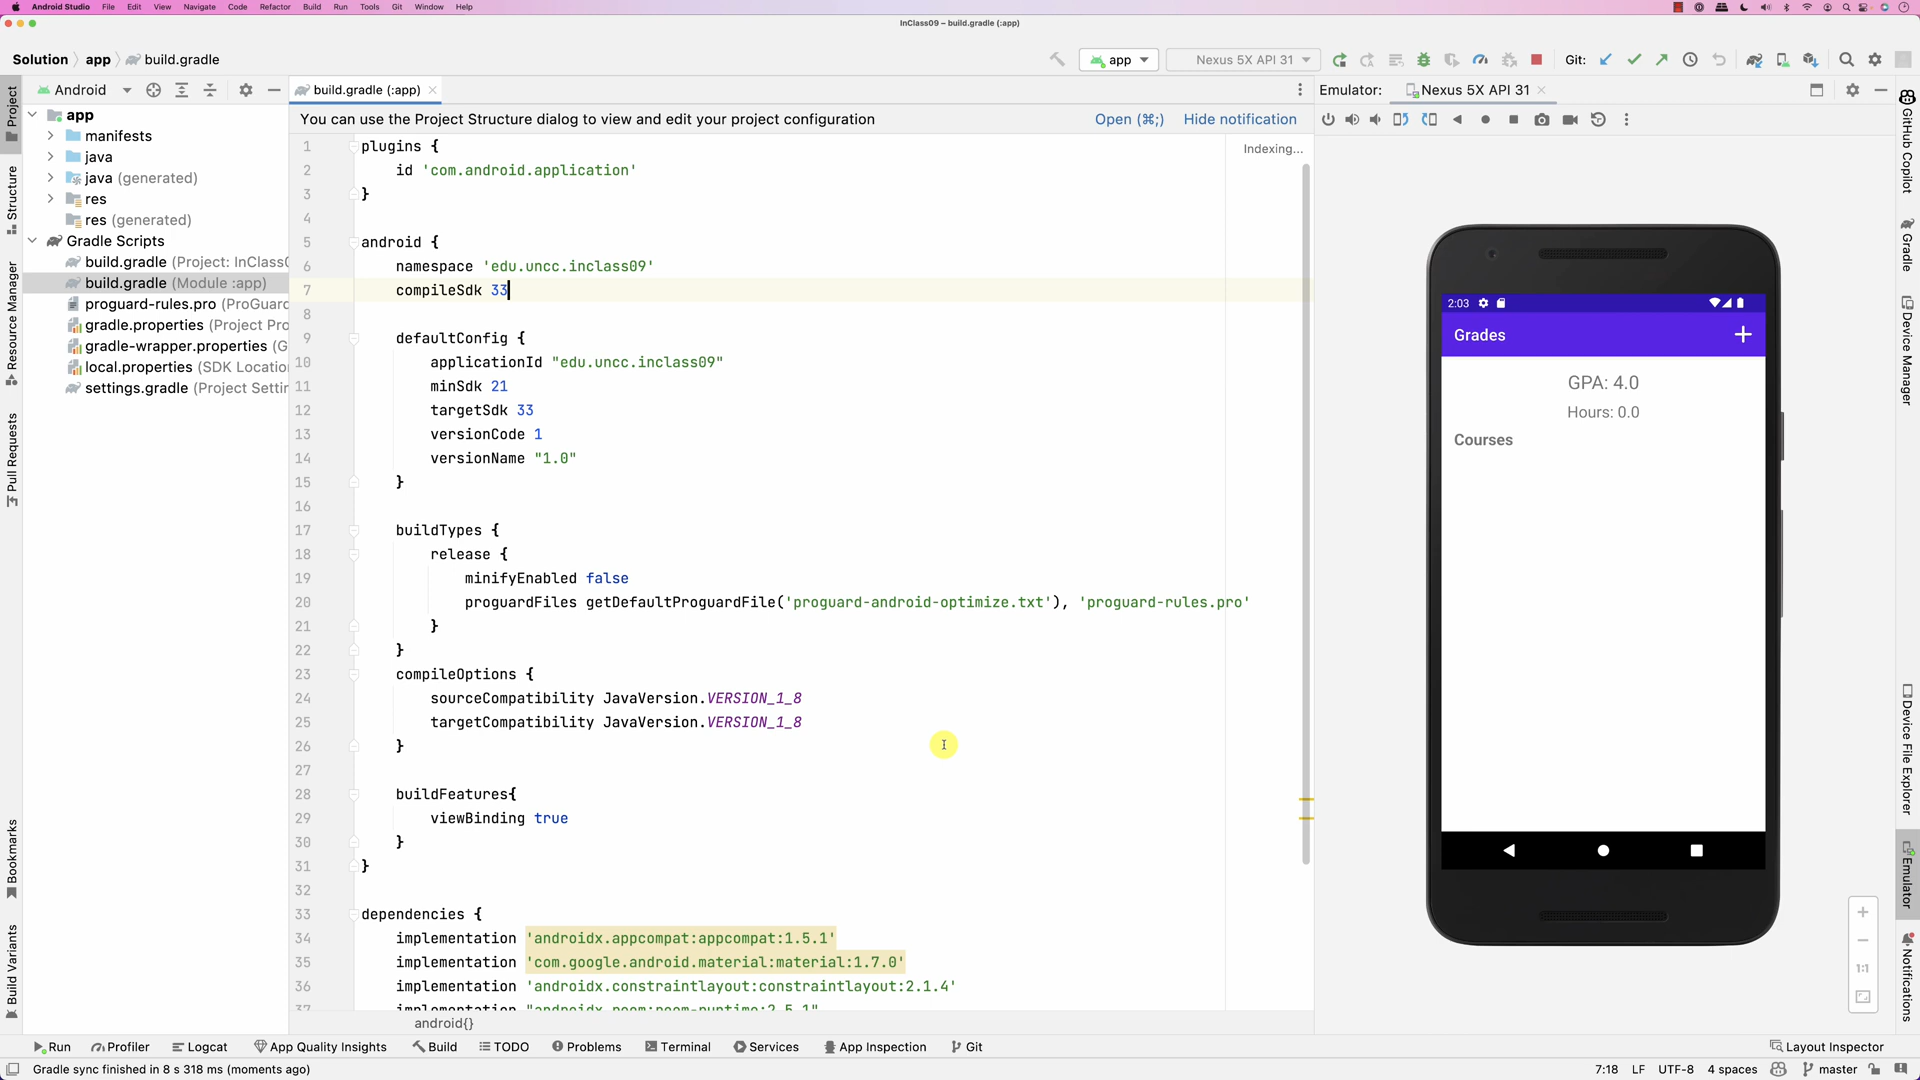 Android Studio File Edit View Navigate Code Refactor Build Run Tools Git Window Help
InClass09 – build.gradle (:app)
Solution app build.gradle
app Nexus 5X API 31 Git:
Project
Structure
Resource Manager
Pull Requests
Bookmarks
Build Variants
Android
app
manifests
java
java (generated)
res
res (generated)
Gradle Scripts
build.gradle (Project: InClass0
build.gradle (Module :app)
proguard-rules.pro (ProGuard
gradle.properties (Project Pro
gradle-wrapper.properties (G
local.properties (SDK Locatio
settings.gradle (Project Settin
build.gradle (:app)
You can use the Project Structure dialog to view and edit your project configuration Open (⌘;) Hide notification
Indexing...
1 plugins {
2 id 'com.android.application'
3 }
4
5 android {
6 namespace 'edu.uncc.inclass09'
7 compileSdk 33
8
9 defaultConfig {
10 applicationId "edu.uncc.inclass09"
11 minSdk 21
12 targetSdk 33
13 versionCode 1
14 versionName "1.0"
15 }
16
17 buildTypes {
18 release {
19 minifyEnabled false
20 proguardFiles getDefaultProguardFile('proguard-android-optimize.txt'), 'proguard-rules.pro'
21 }
22 }
23 compileOptions {
24 sourceCompatibility JavaVersion.VERSION_1_8
25 targetCompatibility JavaVersion.VERSION_1_8
26 }
27
28 buildFeatures{
29 viewBinding true
30 }
31 }
32
33 dependencies {
34 implementation 'androidx.appcompat:appcompat:1.5.1'
35 implementation 'com.google.android.material:material:1.7.0'
36 implementation 'androidx.constraintlayout:constraintlayout:2.1.4'
37 implementation "androidx.room:room-runtime:2.5.1"
android{}
Emulator: Nexus 5X API 31
2:03
Grades +
GPA: 4.0
Hours: 0.0
Courses
1:1
GitHub Copilot
Gradle
Device Manager
Device File Explorer
Emulator
Notifications
Run Profiler Logcat App Quality Insights Build TODO Problems Terminal Services App Inspection Git Layout Inspector
Gradle sync finished in 8 s 318 ms (moments ago) 7:18 LF UTF-8 4 spaces master